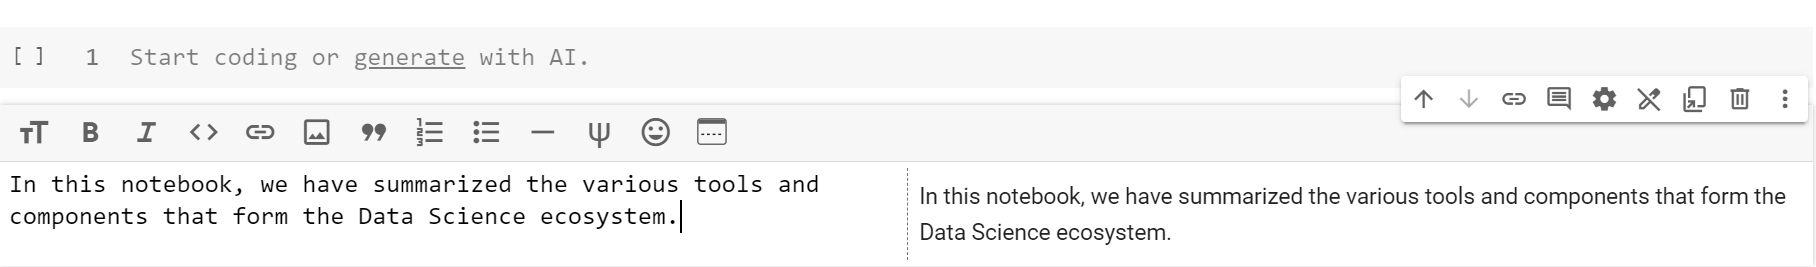 [ ] 1 Start coding or generate with AI.
In this notebook, we have summarized the various tools and
components that form the Data Science ecosystem.
In this notebook, we have summarized the various tools and components that form the
Data Science ecosystem.